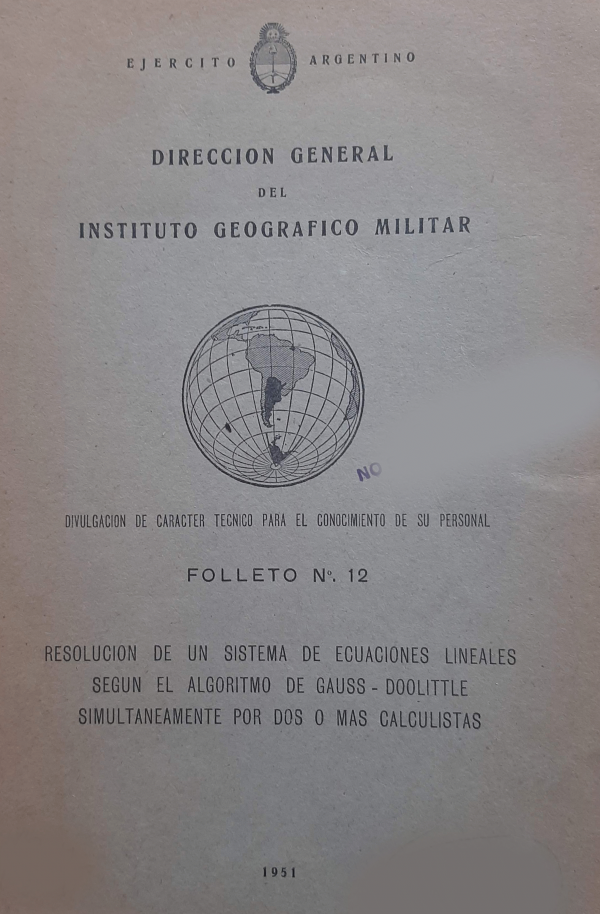 EJERCITO ARGENTINO
DIRECCION GENERAL
DEL
INSTITUTO GEOGRAFICO MILITAR
NO
DIVULGACION DE CARACTER TECNICO PARA EL CONOCIMIENTO DE SU PERSONAL
FOLLETO Nº. 12
RESOLUCION DE UN SISTEMA DE ECUACIONES LINEALES
SEGUN EL ALGORITMO DE GAUSS - DOOLITTLE
SIMULTANEAMENTE POR DOS O MAS CALCULISTAS
1951